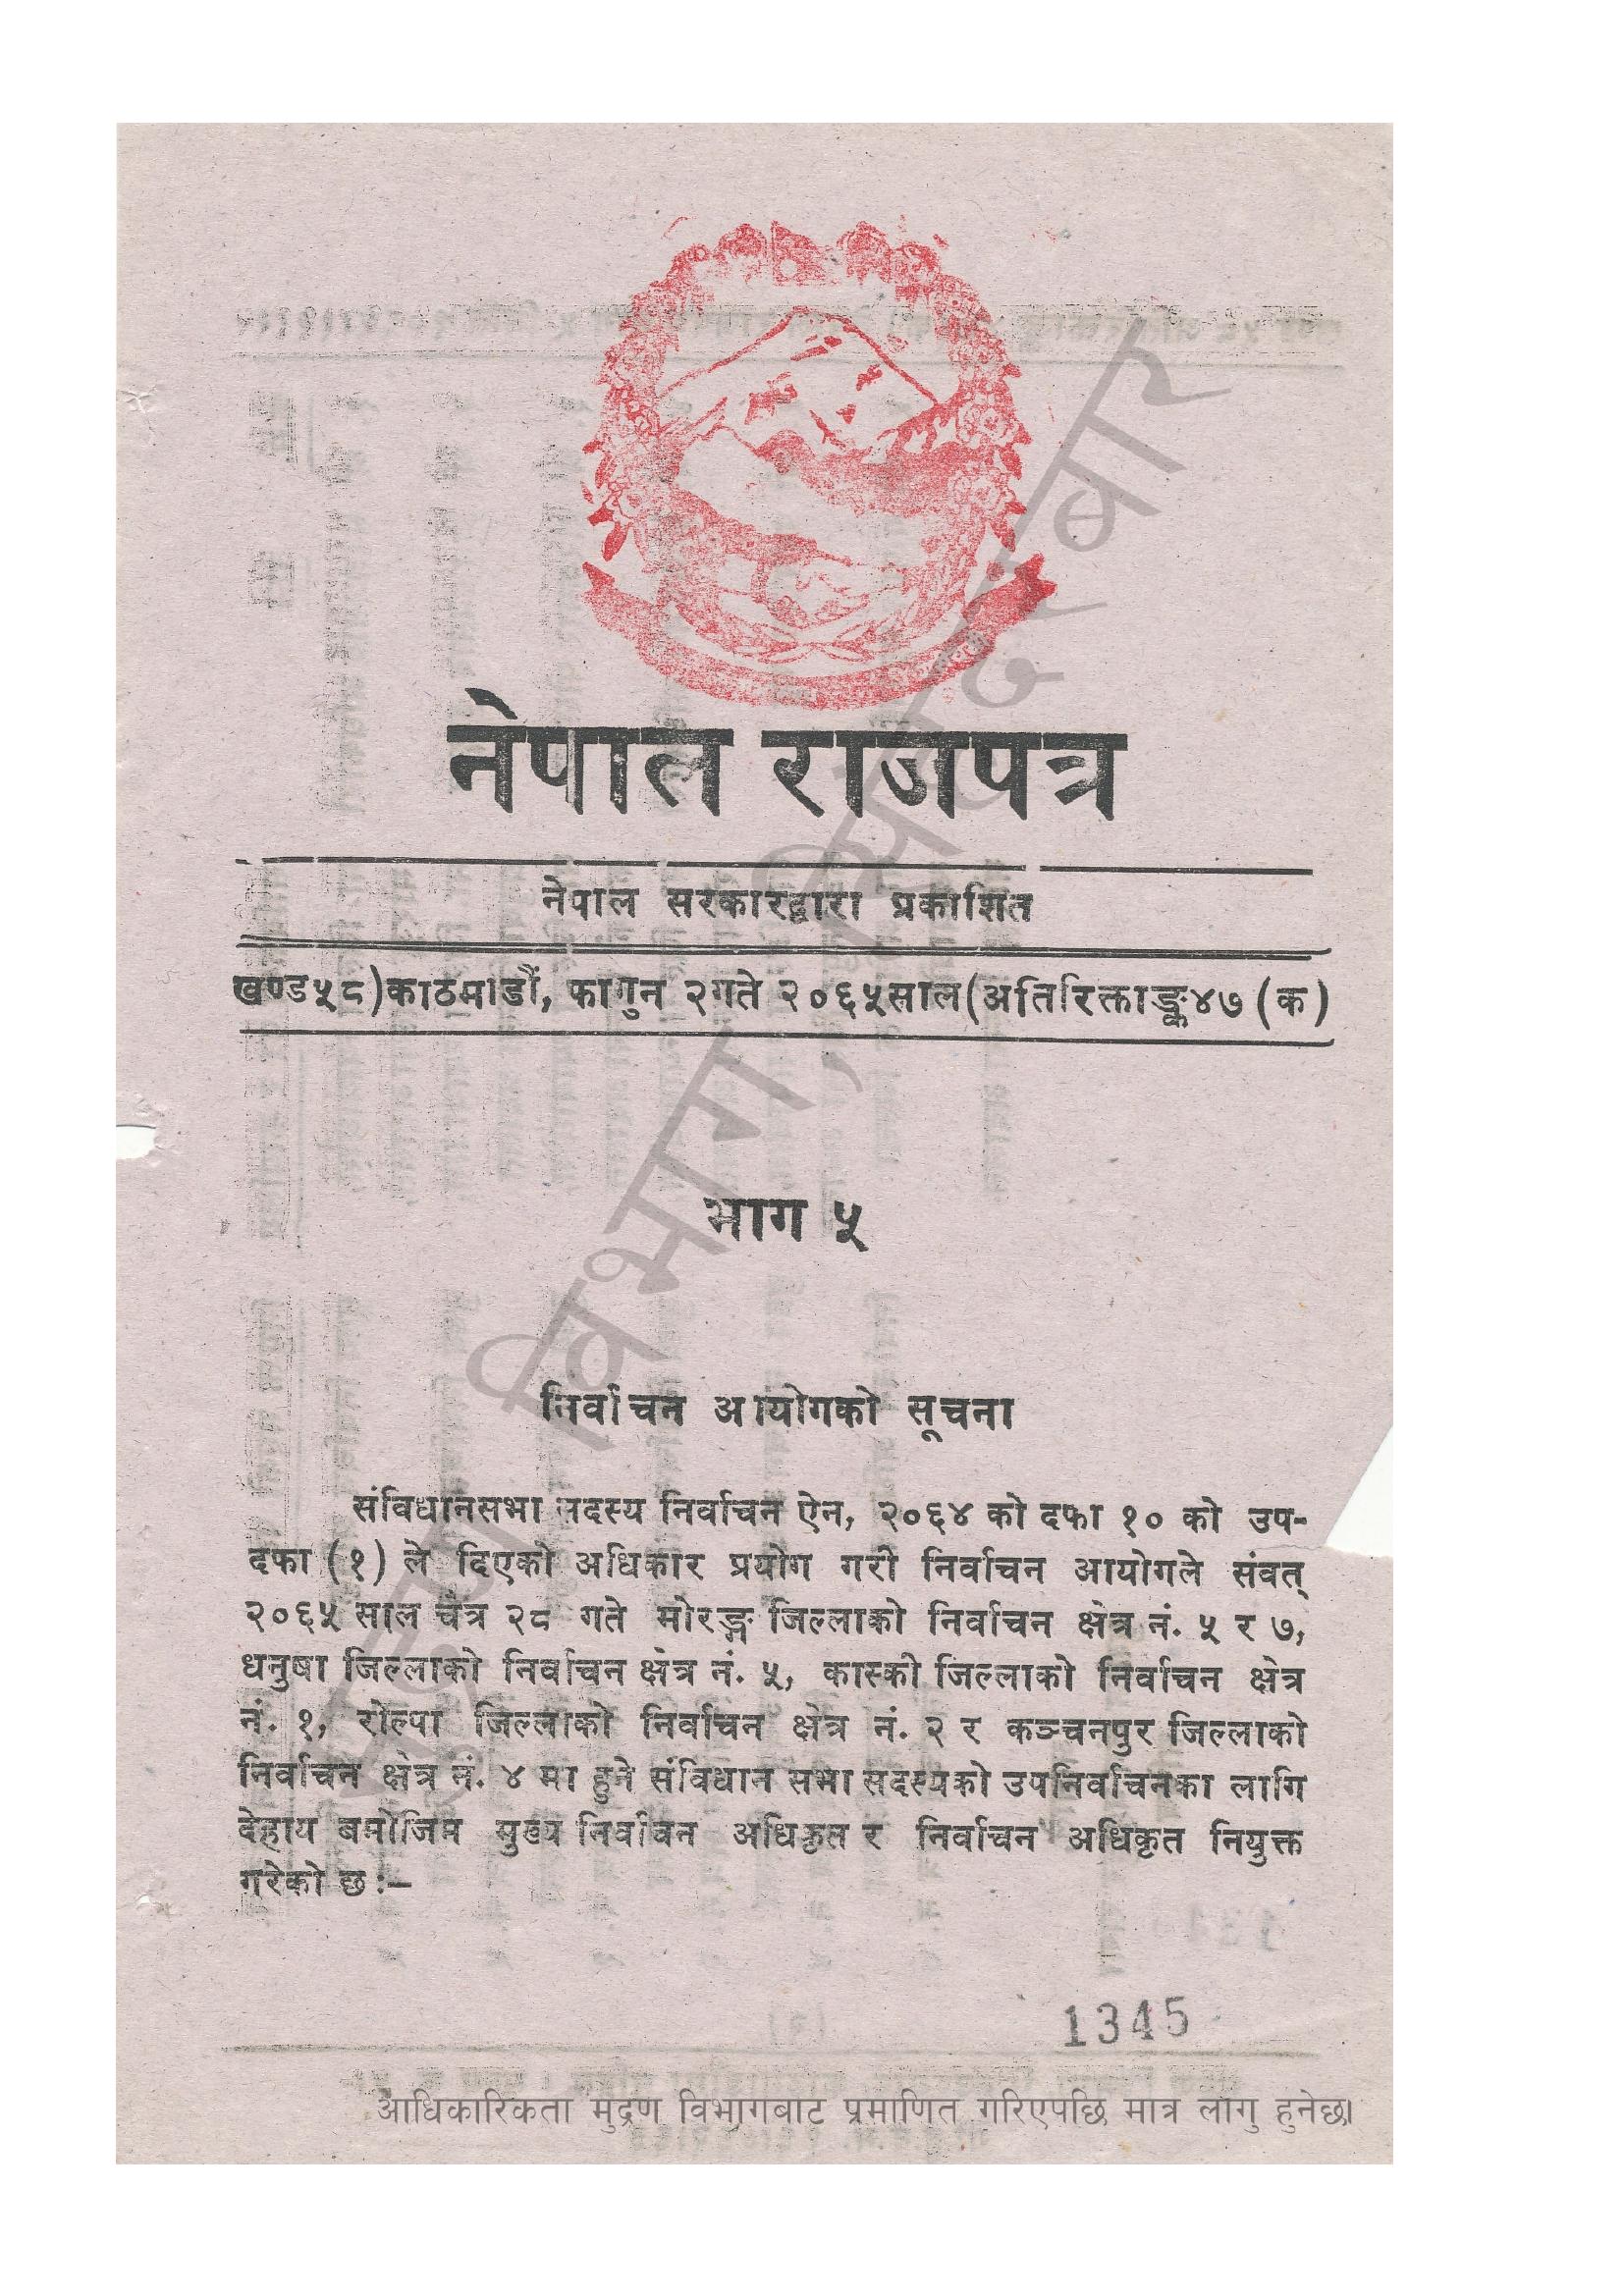 नेपाल राजपत्र
नेपाल सरकारद्वारा प्रकाशित
खण्ड५८)काठमाडौं, फागुन २गते २०६५साल(अतिरिक्ताङ्क४७ (क)
भाग ५
निर्वाचन आयोगको सूचना
संविधानसभा सदस्य निर्वाचन ऐन, २०६४ को दफा १० को उप-
दफा (१) ले दिएको अधिकार प्रयोग गरी निर्वाचन आयोगले संवत्
२०६५ साल चैत्र २८ गते मोरङ्ग जिल्लाको निर्वाचन क्षेत्र नं. ५ र ७,
धनुषा जिल्लाको निर्वाचन क्षेत्र नं. ५, कास्की जिल्लाको निर्वाचन क्षेत्र
नं. १, रोल्पा जिल्लाको निर्वाचन क्षेत्र नं. २ र कञ्चनपुर जिल्लाको
निर्वाचन क्षेत्र नं. ४ मा हुने संविधान सभा सदस्यको उपनिर्वाचनका लागि
देहाय बमोजिम मुख्य निर्वाचन अधिकृत र निर्वाचन अधिकृत नियुक्त
गरेको छ :–
1345
आधिकारिकता मुद्रण विभागबाट प्रमाणित गरिएपछि मात्र लागु हुनेछ।
मुद्रण विभाग, सिंहदरबार